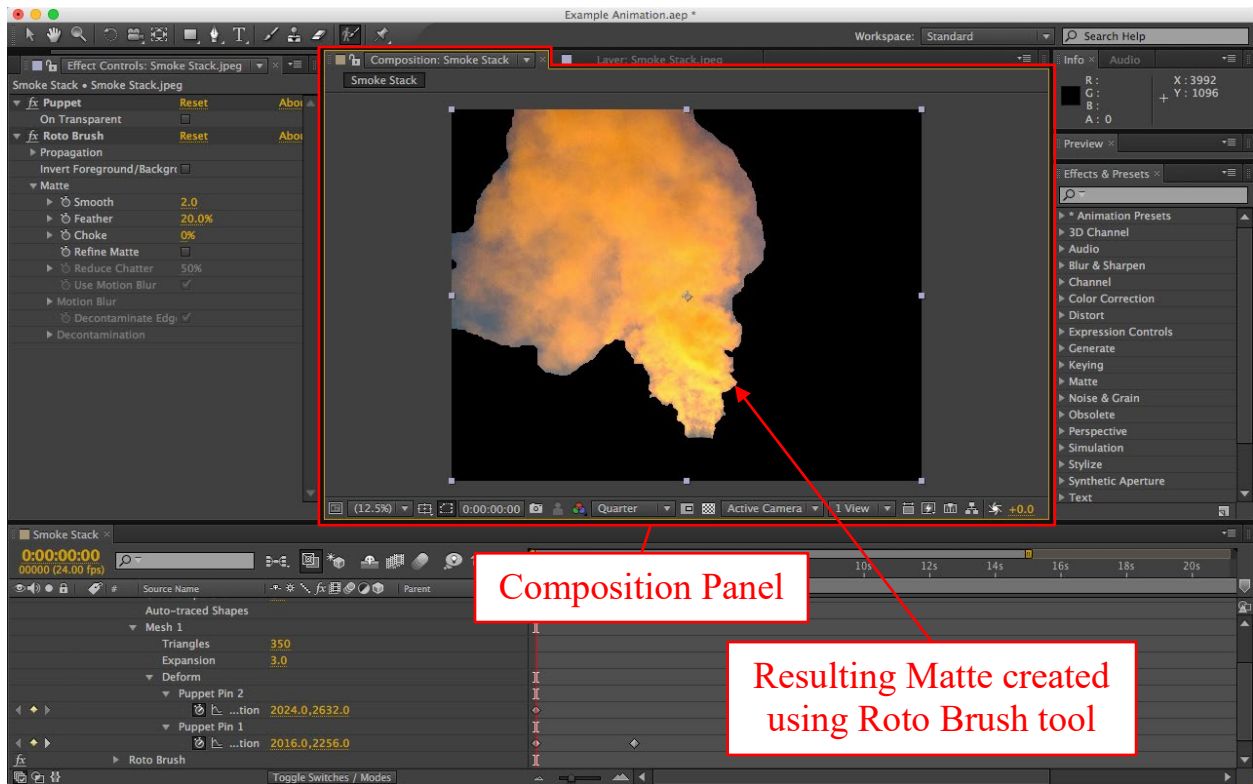 Example Animation.aep *
Workspace: Standard
Search Help
Effect Controls: Smoke Stack.jpeg
Smoke Stack • Smoke Stack.jpeg
fx Puppet Reset Abou
On Transparent
fx Roto Brush Reset Abou
Propagation
Invert Foreground/Backgro
Matte
Smooth 2.0
Feather 20.0%
Choke 0%
Refine Matte
Reduce Chatter 50%
Use Motion Blur
Motion Blur
Decontaminate Edg
Decontamination
Composition: Smoke Stack
Layer: Smoke Stack.jpeg
Smoke Stack
(12.5%) 0:00:00:00 Quarter Active Camera 1 View +0.0
Info Audio
R :
G :
B :
A : 0
X : 3992
Y : 1096
Preview
Effects & Presets
* Animation Presets
3D Channel
Audio
Blur & Sharpen
Channel
Color Correction
Distort
Expression Controls
Generate
Keying
Matte
Noise & Grain
Obsolete
Perspective
Simulation
Stylize
Synthetic Aperture
Text
Composition Panel
Resulting Matte created
using Roto Brush tool
Smoke Stack
0:00:00:00
00000 (24.00 fps)
# Source Name fx Parent
10s 12s 14s 16s 18s 20s
Auto-traced Shapes
Mesh 1
Triangles 350
Expansion 3.0
Deform
Puppet Pin 2
...tion 2024.0,2632.0
Puppet Pin 1
...tion 2016.0,2256.0
fx Roto Brush
Toggle Switches / Modes